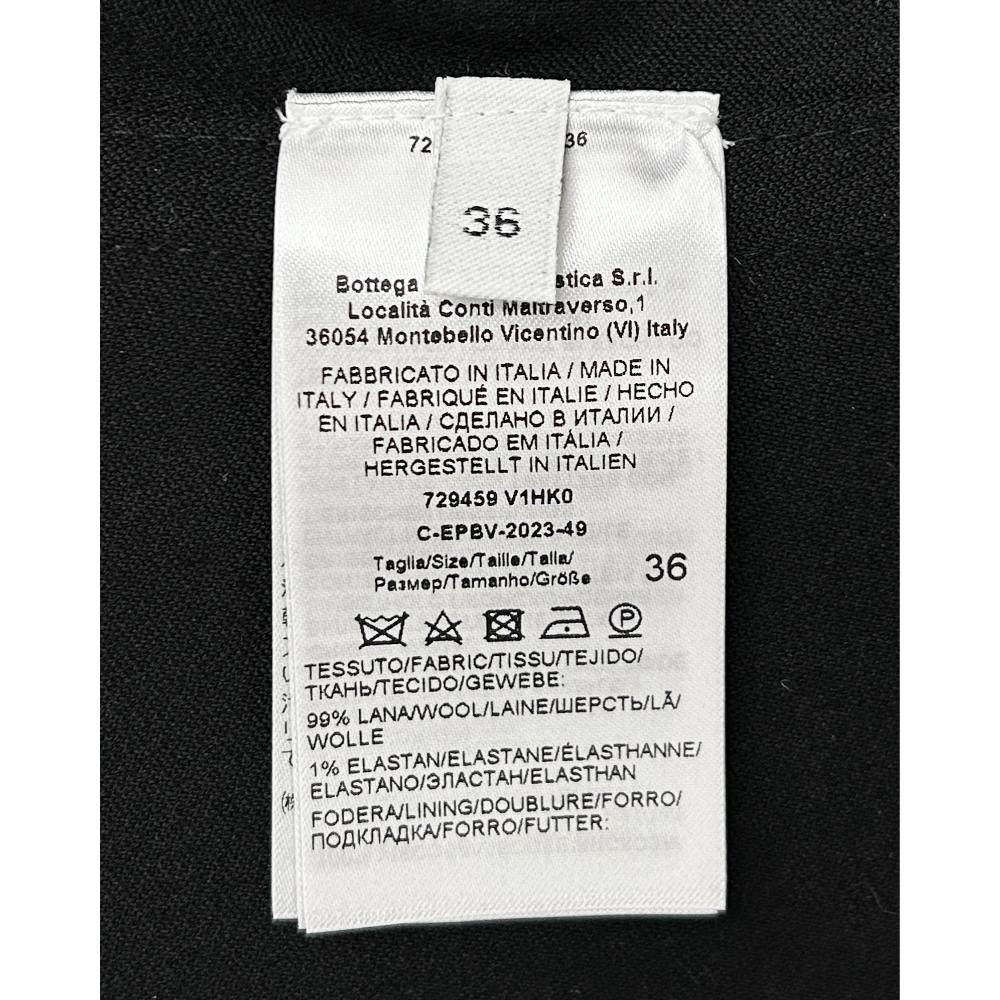 72 36
36
Bottega stica S.r.l.
Località Conti Maltraverso,1
36054 Montebello Vicentino (VI) Italy
FABBRICATO IN ITALIA / MADE IN
ITALY / FABRIQUÉ EN ITALIE / HECHO
EN ITALIA / СДЕЛАНО В ИТАЛИИ /
FABRICADO EM ITÁLIA /
HERGESTELLT IN ITALIEN
729459 V1HK0
C-EPBV-2023-49
Taglia/Size/Taille/Talla/
Размер/Tamanho/Größe 36
P
TESSUTO/FABRIC/TISSU/TEJIDO/
ТКАНЬ/TECIDO/GEWEBE:
99% LANA/WOOL/LAINE/ШЕРСТЬ/LÃ/
WOLLE
1% ELASTAN/ELASTANE/ÉLASTHANNE/
ELASTANO/ЭЛАСТАН/ELASTHAN
FODERA/LINING/DOUBLURE/FORRO/
ПОДКЛАДКА/FORRO/FUTTER: